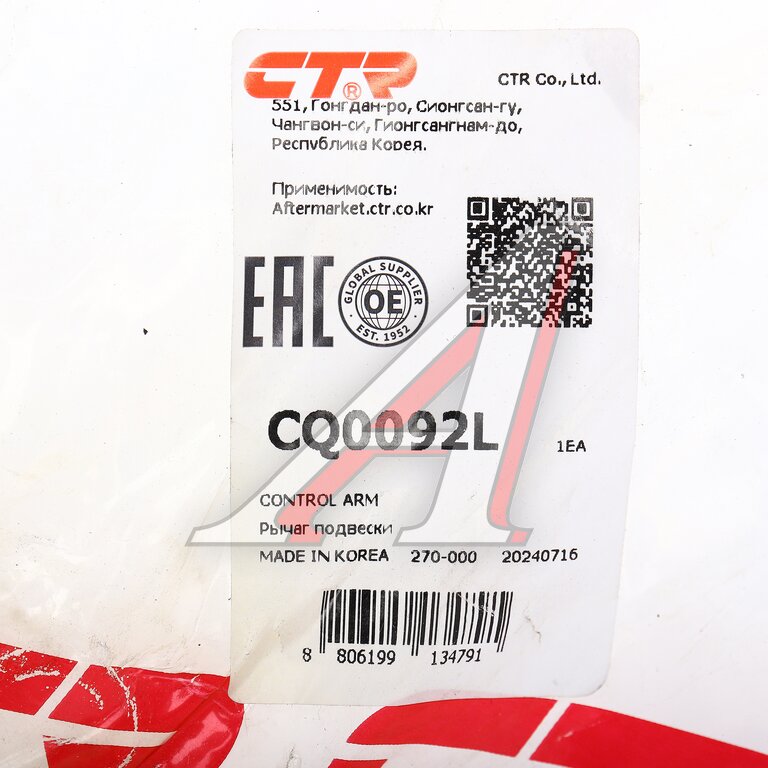 CTR®
CTR Co., Ltd.
551, Гонгдан-ро, Сионгсан-гу,
Чангвон-си, Гионгсангнам-до,
Республика Корея.
Применимость:
Aftermarket.ctr.co.kr
EAC
GLOBAL SUPPLIER
OE
EST. 1952
CQ0092L
1EA
CONTROL ARM
Рычаг подвески
MADE IN KOREA 270-000 20240716
8 806199 134791